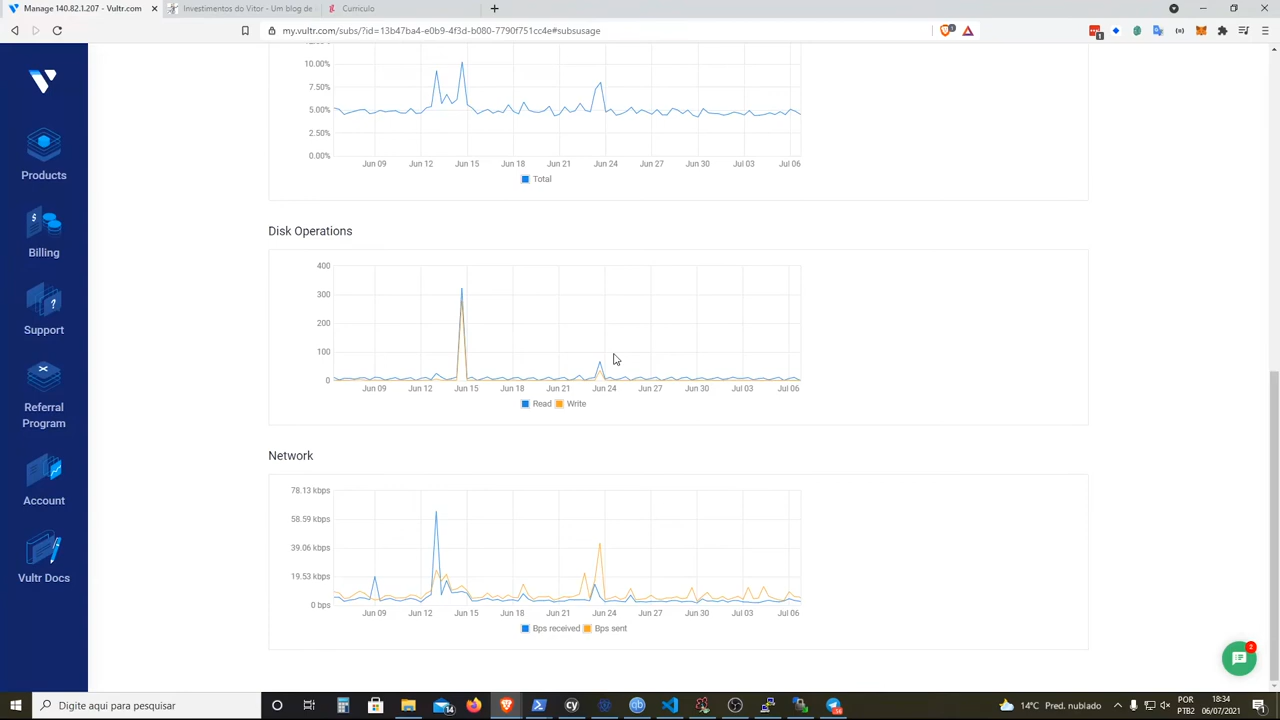 Manage 140.82.1.207 - Vultr.com
Investimentos do Vitor - Um blog de
Curriculo
my.vultr.com/subs/?id=13b47ba4-e0b9-4f3d-b080-7790f751cc4e#subsusage
1
1
Products
Billing
Support
Referral
Program
Account
Vultr Docs
10.00%
7.50%
5.00%
2.50%
0.00%
Jun 09 Jun 12 Jun 15 Jun 18 Jun 21 Jun 24 Jun 27 Jun 30 Jul 03 Jul 06
Total
Disk Operations
400
300
200
100
0
Jun 09 Jun 12 Jun 15 Jun 18 Jun 21 Jun 24 Jun 27 Jun 30 Jul 03 Jul 06
Read Write
Network
78.13 kbps
58.59 kbps
39.06 kbps
19.53 kbps
0 bps
Jun 09 Jun 12 Jun 15 Jun 18 Jun 21 Jun 24 Jun 27 Jun 30 Jul 03 Jul 06
Bps received Bps sent
2
Digite aqui para pesquisar
14
cy
qb
14°C Pred. nublado
POR
PTB2
18:34
06/07/2021